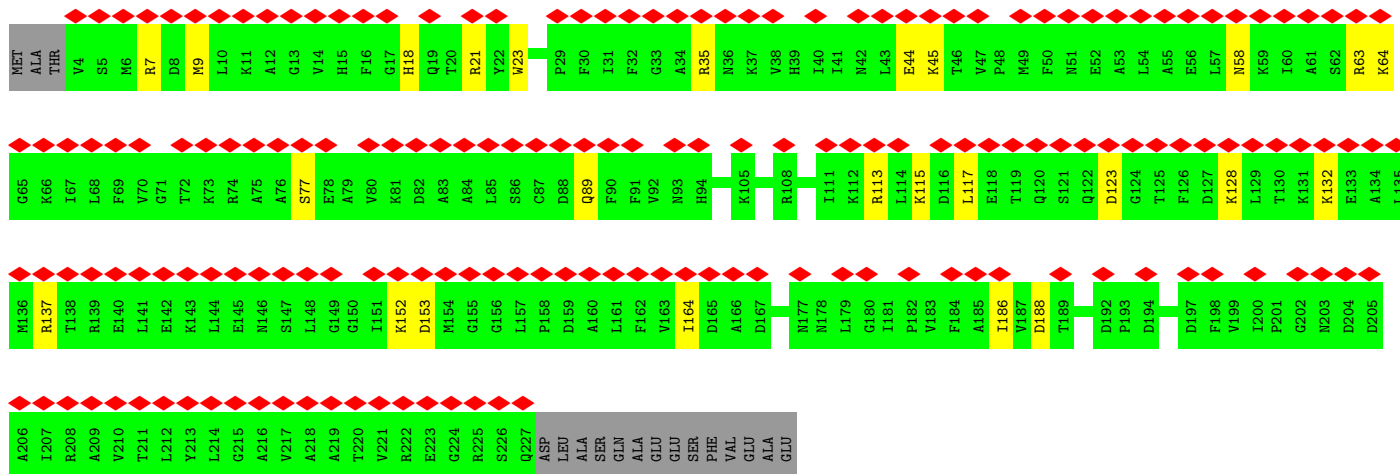 MET ALA THR V4 S5 M6 R7 D8 M9 L10 K11 A12 G13 V14 H15 F16 G17 H18 Q19 T20 R21 Y22 W23 P29 F30 I31 F32 G33 A34 R35 N36 K37 V38 H39 I40 I41 N42 L43 E44 K45 T46 V47 P48 M49 F50 N51 E52 A53 L54 A55 E56 L57 N58 K59 I60 A61 S62 R63 K64
G65 K66 I67 L68 F69 V70 G71 T72 K73 R74 A75 A76 S77 E78 A79 V80 K81 D82 A83 A84 L85 S86 C87 D88 Q89 F90 F91 V92 N93 H94 K105 R108 I111 K112 R113 L114 K115 D116 L117 E118 T119 Q120 S121 Q122 D123 G124 T125 F126 D127 K128 L129 T130 K131 K132 E133 A134 L135
M136 R137 T138 R139 E140 L141 E142 K143 L144 E145 N146 S147 L148 G149 G150 I151 K152 D153 M154 G155 G156 L157 P158 D159 A160 L161 F162 V163 I164 D165 A166 D167 N177 N178 L179 G180 I181 P182 V183 F184 A185 I186 V187 D188 T189 D192 P193 D194 D197 F198 V199 I200 P201 G202 N203 D204 D205
A206 I207 R208 A209 V210 T211 L212 Y213 L214 G215 A216 V217 A218 A219 T220 V221 R222 E223 G224 R225 S226 Q227 ASP LEU ALA SER GLN ALA GLU GLU SER PHE VAL GLU ALA GLU